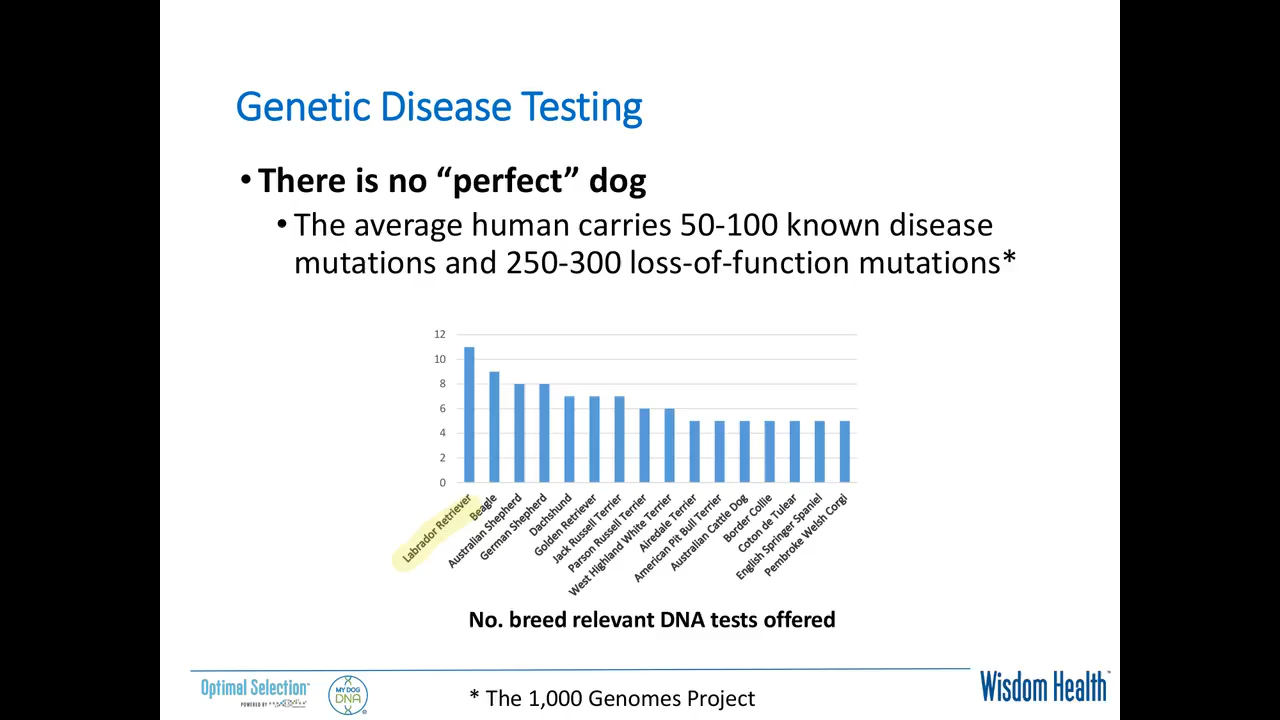 Genetic Disease Testing
• There is no “perfect” dog
• The average human carries 50-100 known disease
mutations and 250-300 loss-of-function mutations*
12
10
8
6
4
2
0
Labrador Retriever
Beagle
Australian Shepherd
German Shepherd
Dachshund
Golden Retriever
Jack Russell Terrier
Parson Russell Terrier
West Highland White Terrier
Airedale Terrier
American Pit Bull Terrier
Australian Cattle Dog
Border Collie
Coton de Tulear
English Springer Spaniel
Pembroke Welsh Corgi
No. breed relevant DNA tests offered
Optimal Selection™
POWERED BY
MY DOG
DNA
®
* The 1,000 Genomes Project
Wisdom Health™